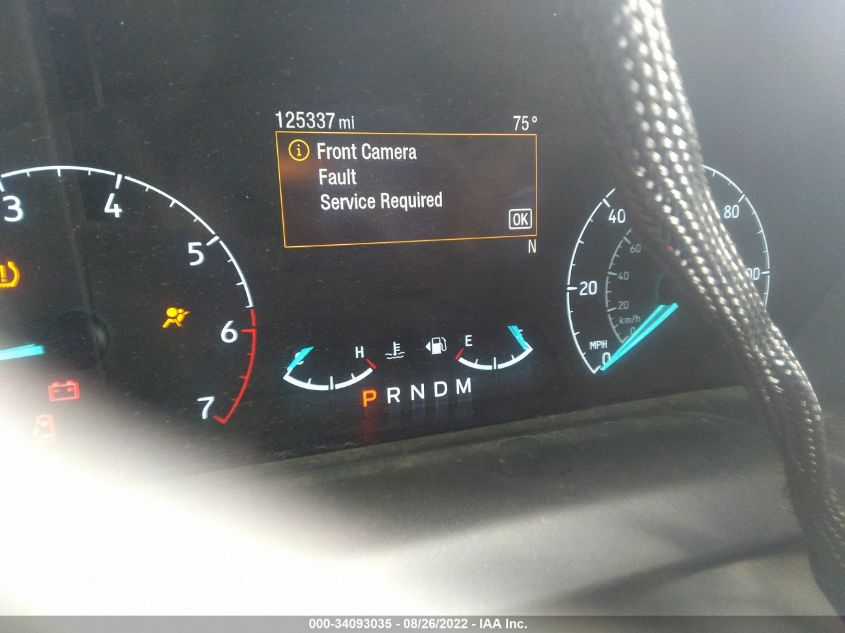 125337 mi 75°
Front Camera
Fault
Service Required
OK
N
3 4 5 6 7
H E
P R N D M
20 40 80
20 40 60
km/h
MPH
0 0
000-34093035 - 08/26/2022 - IAA Inc.